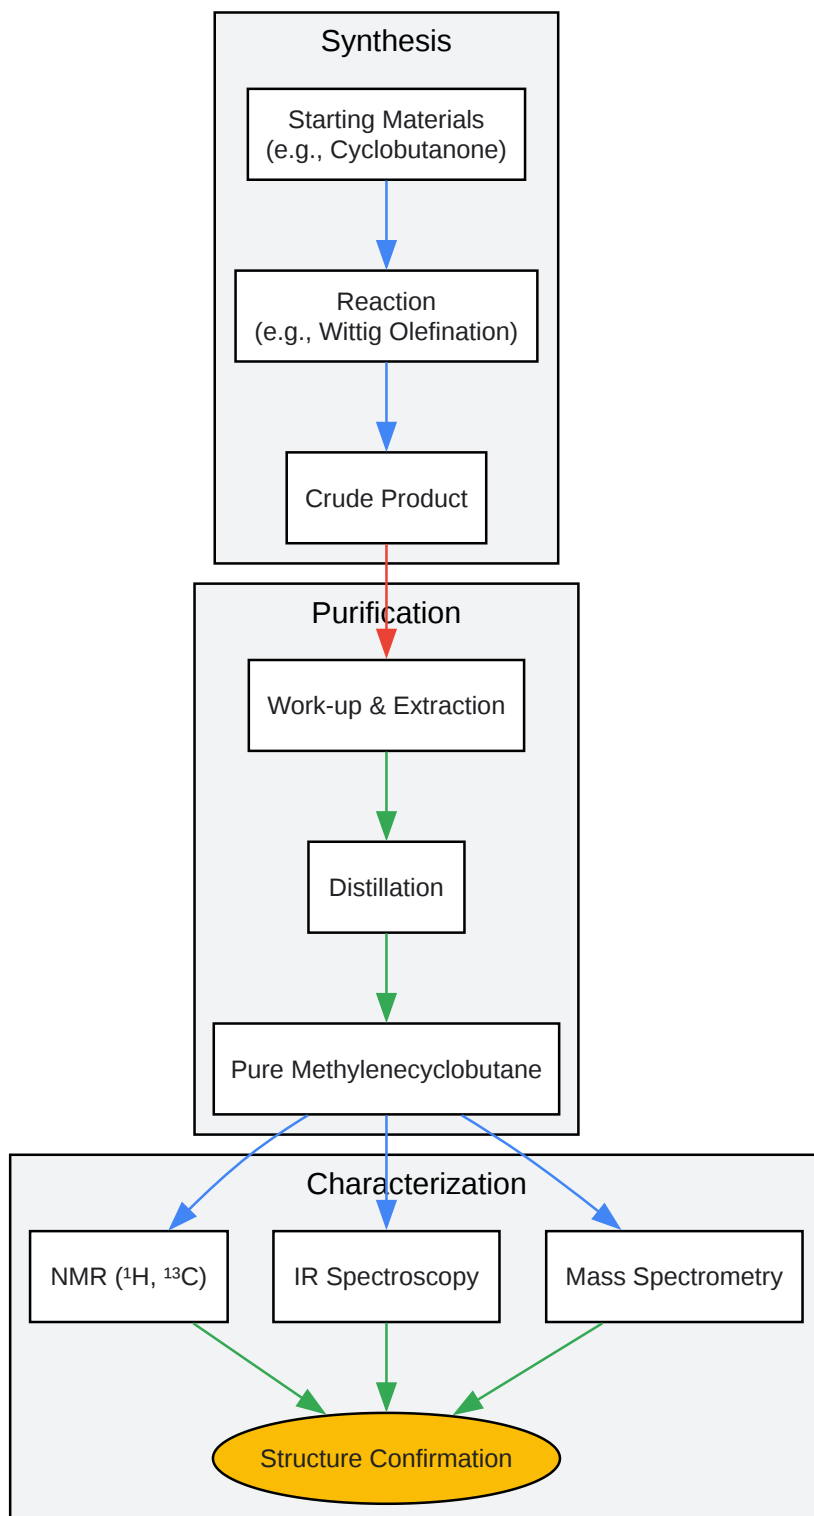 Synthesis
Starting Materials
(e.g., Cyclobutanone)
Reaction
(e.g., Wittig Olefination)
Crude Product
Purification
Work-up & Extraction
Distillation
Pure Methylenecyclobutane
Characterization
NMR (¹H, ¹³C)
IR Spectroscopy
Mass Spectrometry
Structure Confirmation